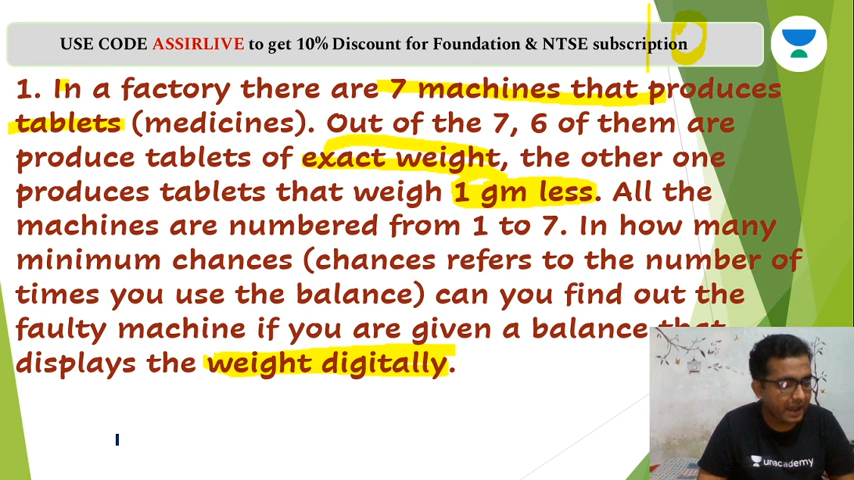 USE CODE ASSIRLIVE to get 10% Discount for Foundation & NTSE subscription
1. In a factory there are 7 machines that produces
tablets (medicines). Out of the 7, 6 of them are
produce tablets of exact weight, the other one
produces tablets that weigh 1 gm less. All the
machines are numbered from 1 to 7. In how many
minimum chances (chances refers to the number of
times you use the balance) can you find out the
faulty machine if you are given a balance that
displays the weight digitally.
unacademy